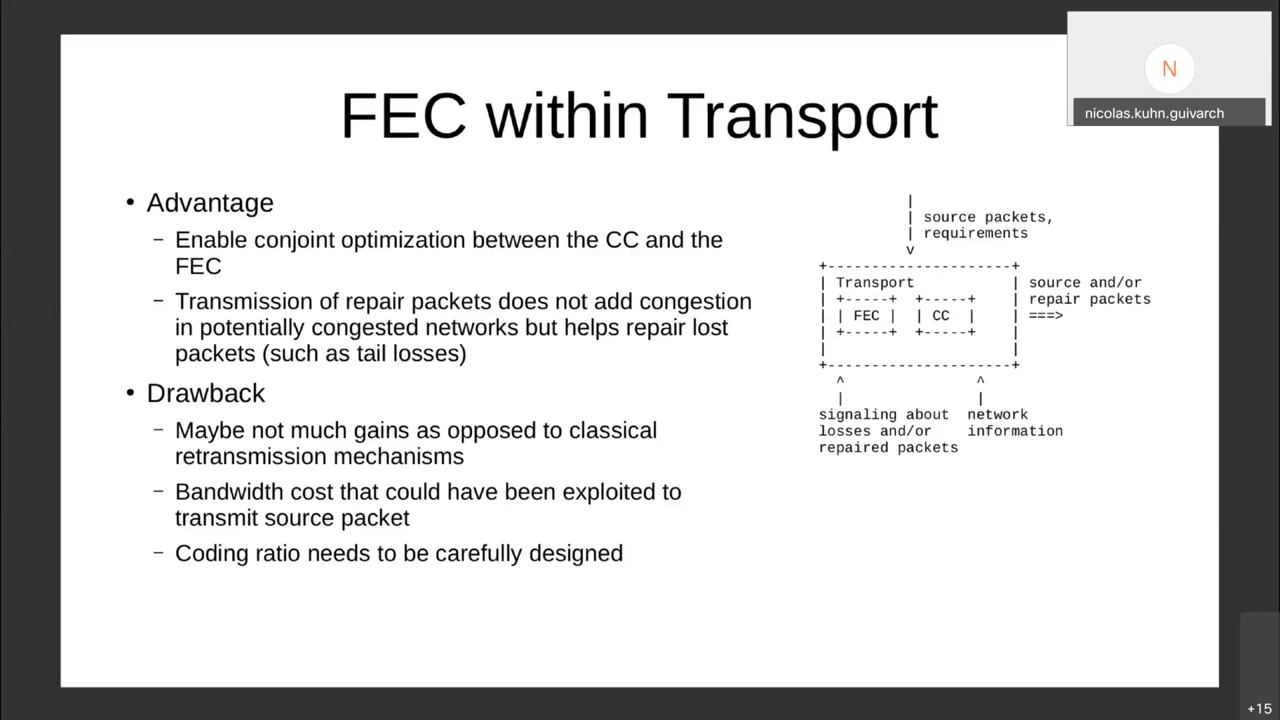 FEC within Transport
N
nicolas.kuhn.guivarch
• Advantage
– Enable conjoint optimization between the CC and the
FEC
– Transmission of repair packets does not add congestion
in potentially congested networks but helps repair lost
packets (such as tail losses)
• Drawback
– Maybe not much gains as opposed to classical
retransmission mechanisms
– Bandwidth cost that could have been exploited to
transmit source packet
– Coding ratio needs to be carefully designed
|
| source packets,
| requirements
v
+---------------------+
| Transport | source and/or
| +-----+ +-----+ | repair packets
| | FEC | | CC | | ===>
| +-----+ +-----+ |
| |
+---------------------+
^ ^
| |
signaling about network
losses and/or information
repaired packets
+15